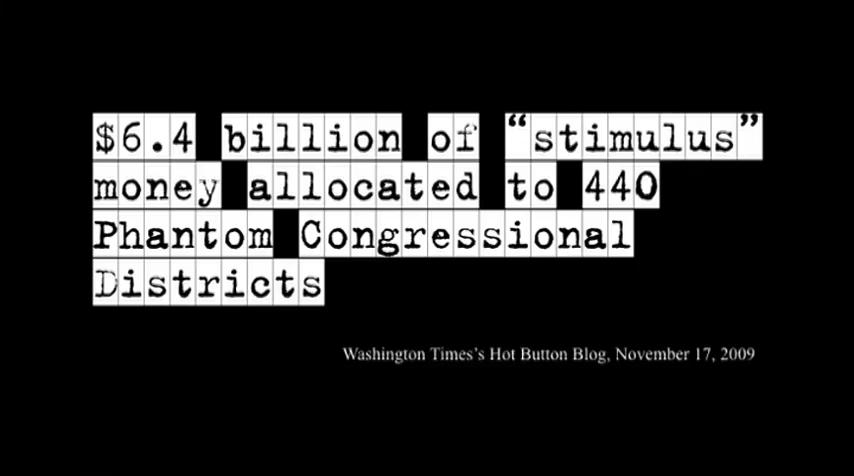 $6.4 billion of “stimulus”
money allocated to 440
Phantom Congressional
Districts
Washington Times’s Hot Button Blog, November 17, 2009